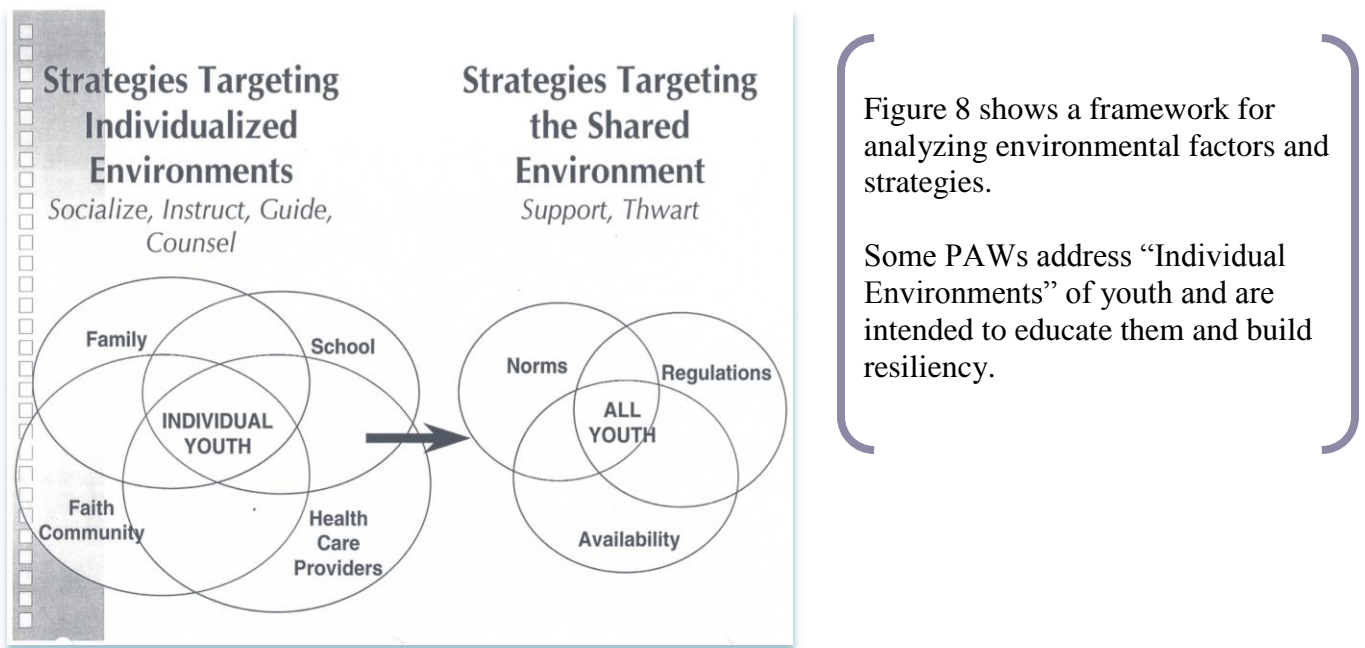 Strategies Targeting
Individualized
Environments
Socialize, Instruct, Guide,
Counsel
Family
School
INDIVIDUAL
YOUTH
Faith
Community
Health
Care
Providers
Strategies Targeting
the Shared
Environment
Support, Thwart
Norms
Regulations
ALL
YOUTH
Availability
Figure 8 shows a framework for
analyzing environmental factors and
strategies.
Some PAWs address “Individual
Environments” of youth and are
intended to educate them and build
resiliency.